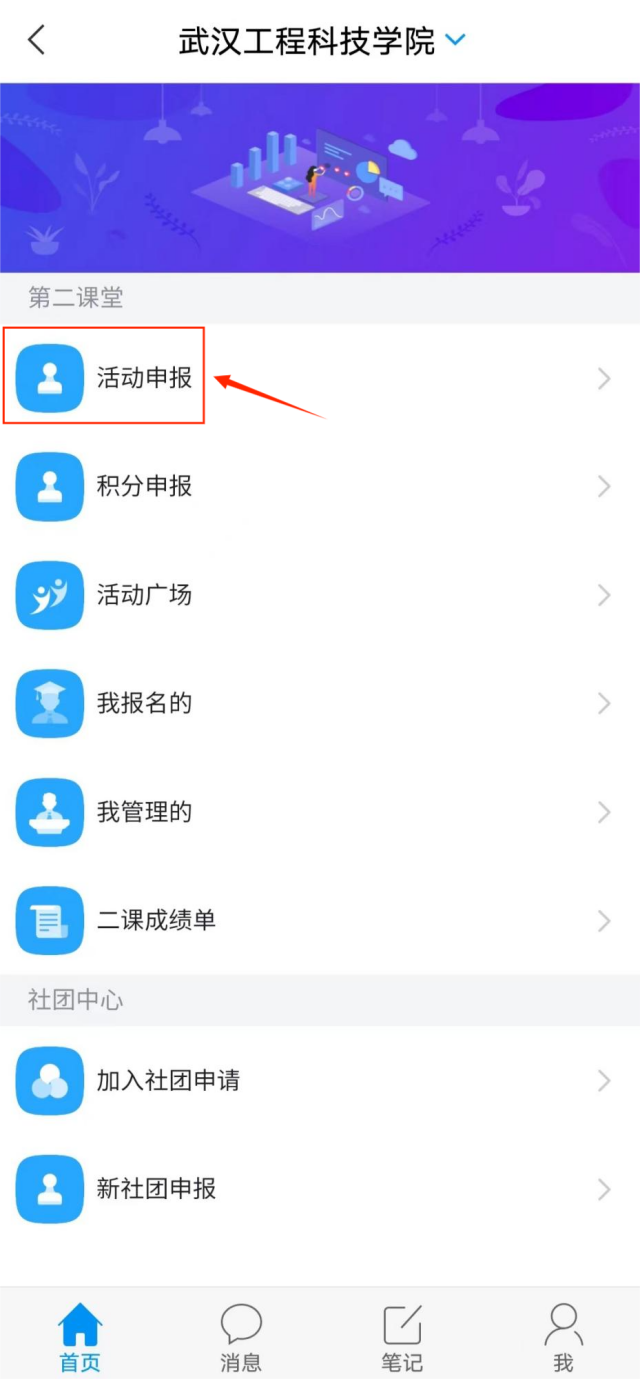 武汉工程科技学院
第二课堂
活动申报
积分申报
活动广场
我报名的
我管理的
二课成绩单
社团中心
加入社团申请
新社团申报
首页
消息
笔记
我